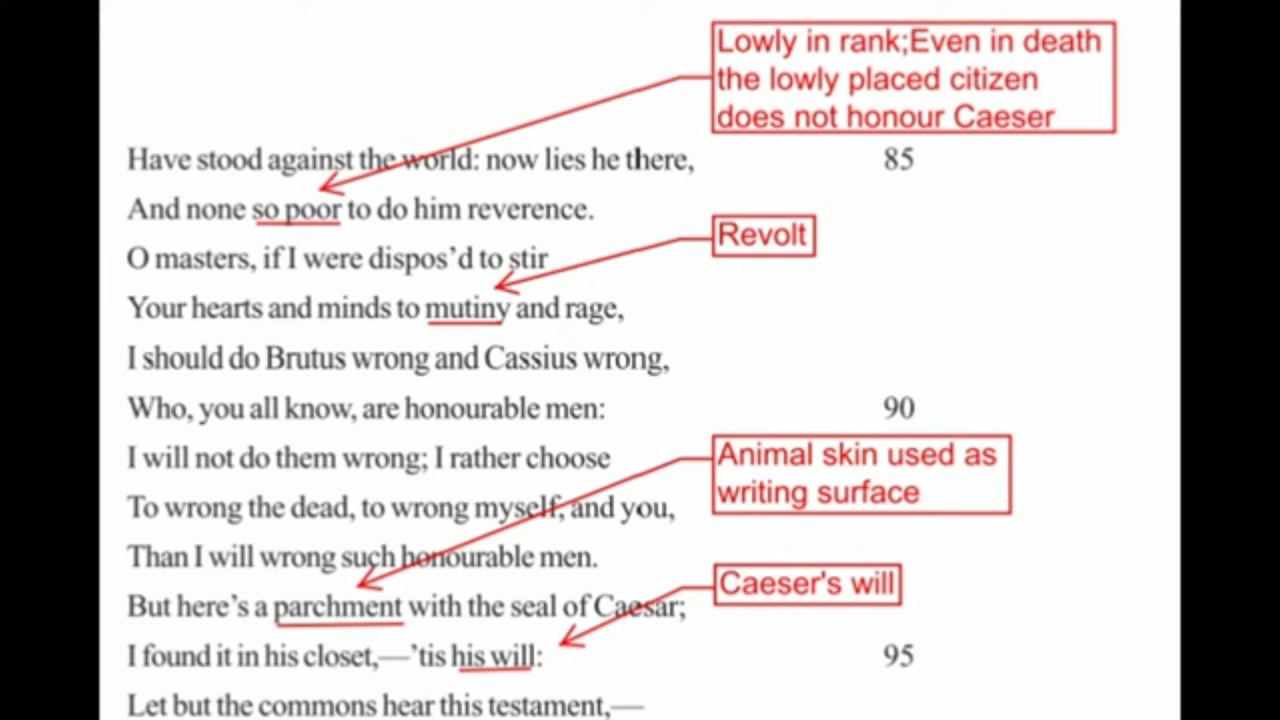 Lowly in rank;Even in death
the lowly placed citizen
does not honour Caeser
Have stood against the world: now lies he there, 85
And none so poor to do him reverence.
Revolt
O masters, if I were dispos’d to stir
Your hearts and minds to mutiny and rage,
I should do Brutus wrong and Cassius wrong,
Who, you all know, are honourable men: 90
Animal skin used as
writing surface
I will not do them wrong; I rather choose
To wrong the dead, to wrong myself, and you,
Than I will wrong such honourable men.
Caeser's will
But here’s a parchment with the seal of Caesar;
I found it in his closet,—’tis his will: 95
Let but the commons hear this testament,—